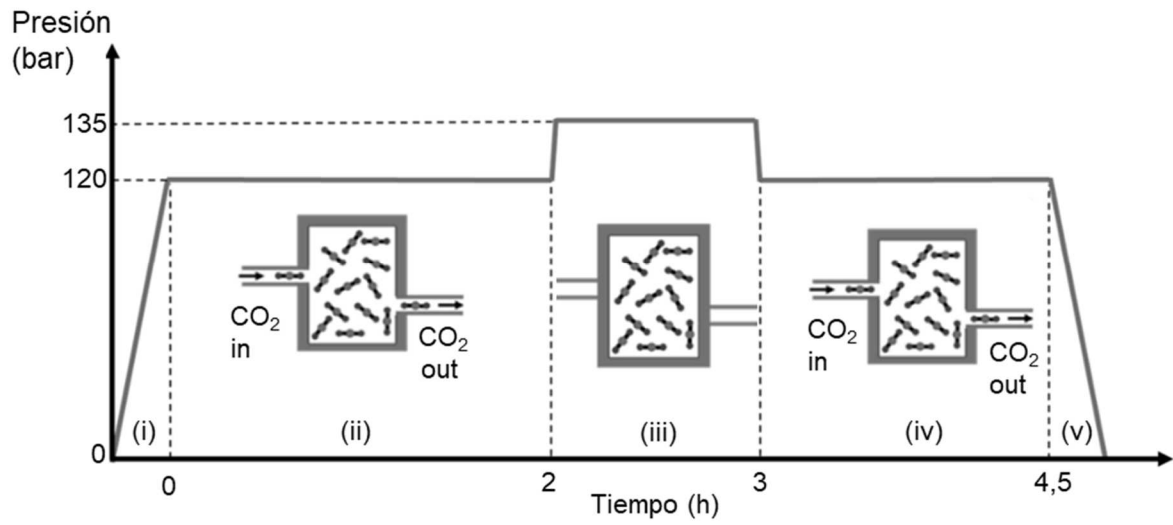 Presión
(bar)
135
120
CO₂
in
CO₂
out
CO₂
in
CO₂
out
(i)
(ii)
(iii)
(iv)
(v)
0
0
2
3
4,5
Tiempo (h)